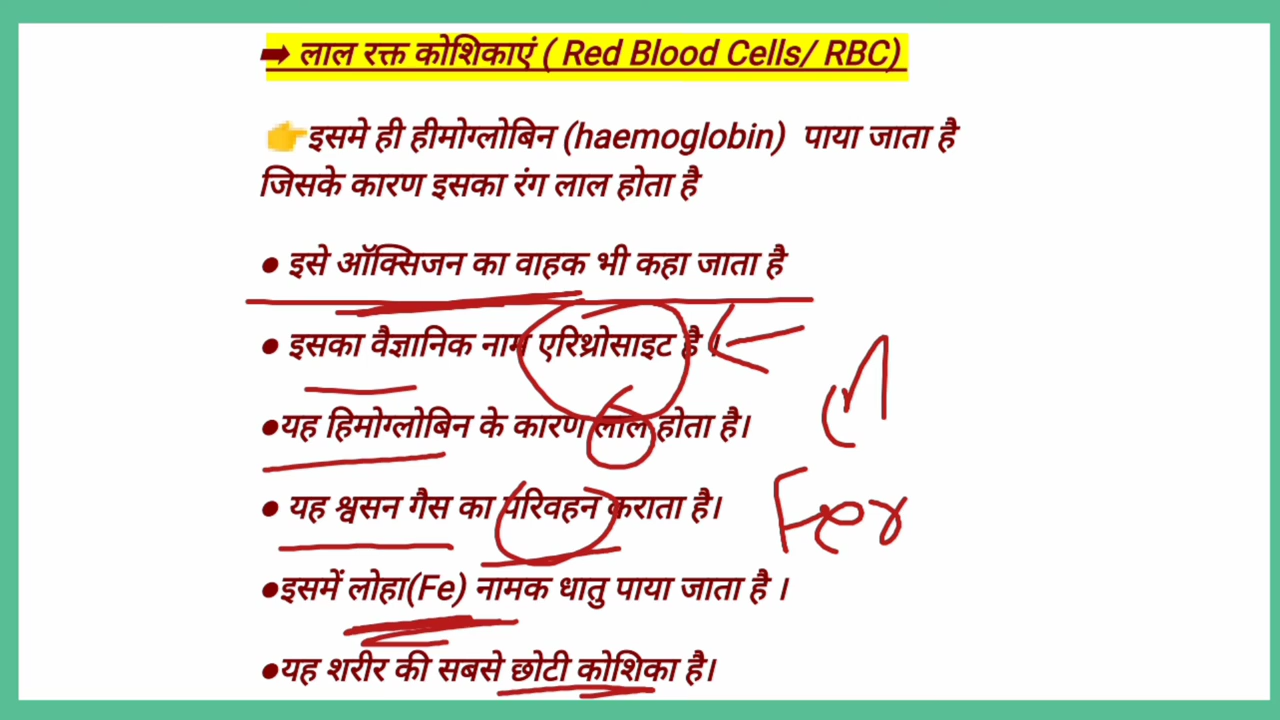 ➡ लाल रक्त कोशिकाएं ( Red Blood Cells/ RBC)
👉इसमे ही हीमोग्लोबिन (haemoglobin) पाया जाता है
जिसके कारण इसका रंग लाल होता है
● इसे ऑक्सिजन का वाहक भी कहा जाता है
● इसका वैज्ञानिक नाम एरिथ्रोसाइट है ।
●यह हिमोग्लोबिन के कारण लाल होता है।
● यह श्वसन गैस का परिवहन कराता है।
Fer
●इसमें लोहा(Fe) नामक धातु पाया जाता है ।
●यह शरीर की सबसे छोटी कोशिका है।